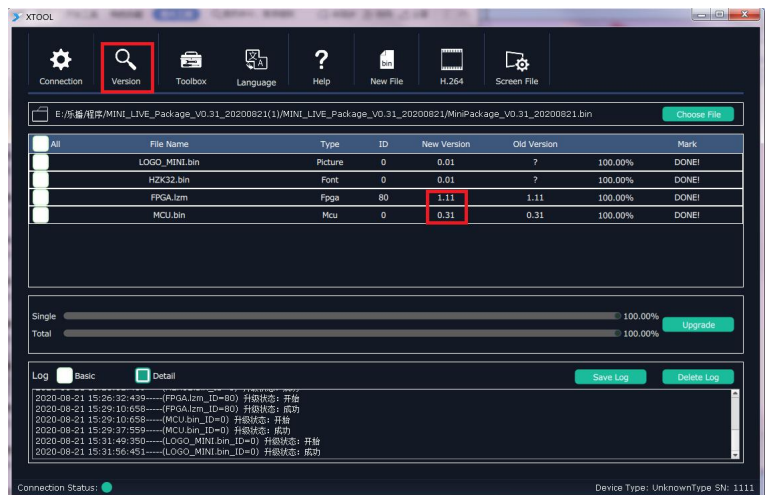 XTOOL
Connection Version Toolbox Language Help New File H.264 Screen File
E:/乐播/程序/MINI_LIVE_Package_V0.31_20200821(1)/MINI_LIVE_Package_V0.31_20200821/MiniPackage_V0.31_20200821.bin Choose File
All File Name Type ID New Version Old Version Mark
LOGO_MINI.bin Picture 0 0.01 ? 100.00% DONE!
HZK32.bin Font 0 0.01 ? 100.00% DONE!
FPGA.lzm Fpga 80 1.11 1.11 100.00% DONE!
MCU.bin Mcu 0 0.31 0.31 100.00% DONE!
Single 100.00%
Upgrade
Total 100.00%
Log Basic Detail Save Log Delete Log
2020-08-21 15:26:32:439-----(FPGA.lzm_ID=80) 升级状态: 开始
2020-08-21 15:29:10:658-----(FPGA.lzm_ID=80) 升级状态: 成功
2020-08-21 15:29:10:658-----(MCU.bin_ID=0) 升级状态: 开始
2020-08-21 15:29:37:559-----(MCU.bin_ID=0) 升级状态: 成功
2020-08-21 15:31:49:350-----(LOGO_MINI.bin_ID=0) 升级状态: 开始
2020-08-21 15:31:56:451-----(LOGO_MINI.bin_ID=0) 升级状态: 成功
Connection Status: Device Type: UnknownType SN: 1111